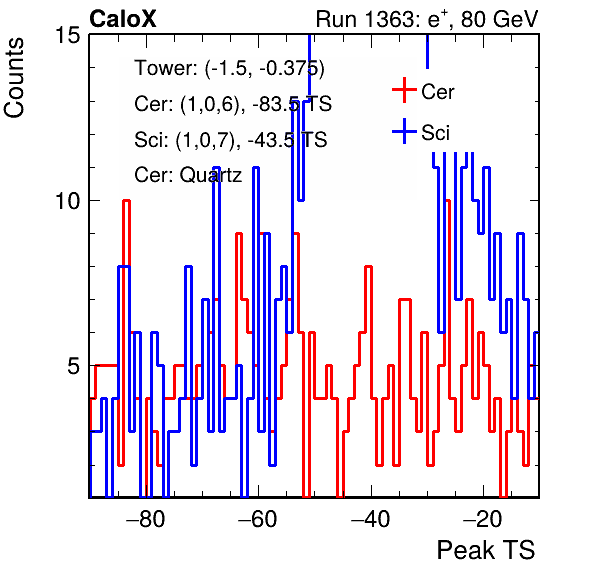 CaloX Run 1363: e⁺, 80 GeV
Counts
15
10
5
Tower: (-1.5, -0.375)
Cer: (1,0,6), -83.5 TS
Sci: (1,0,7), -43.5 TS
Cer: Quartz
Cer
Sci
−80 −60 −40 −20
Peak TS